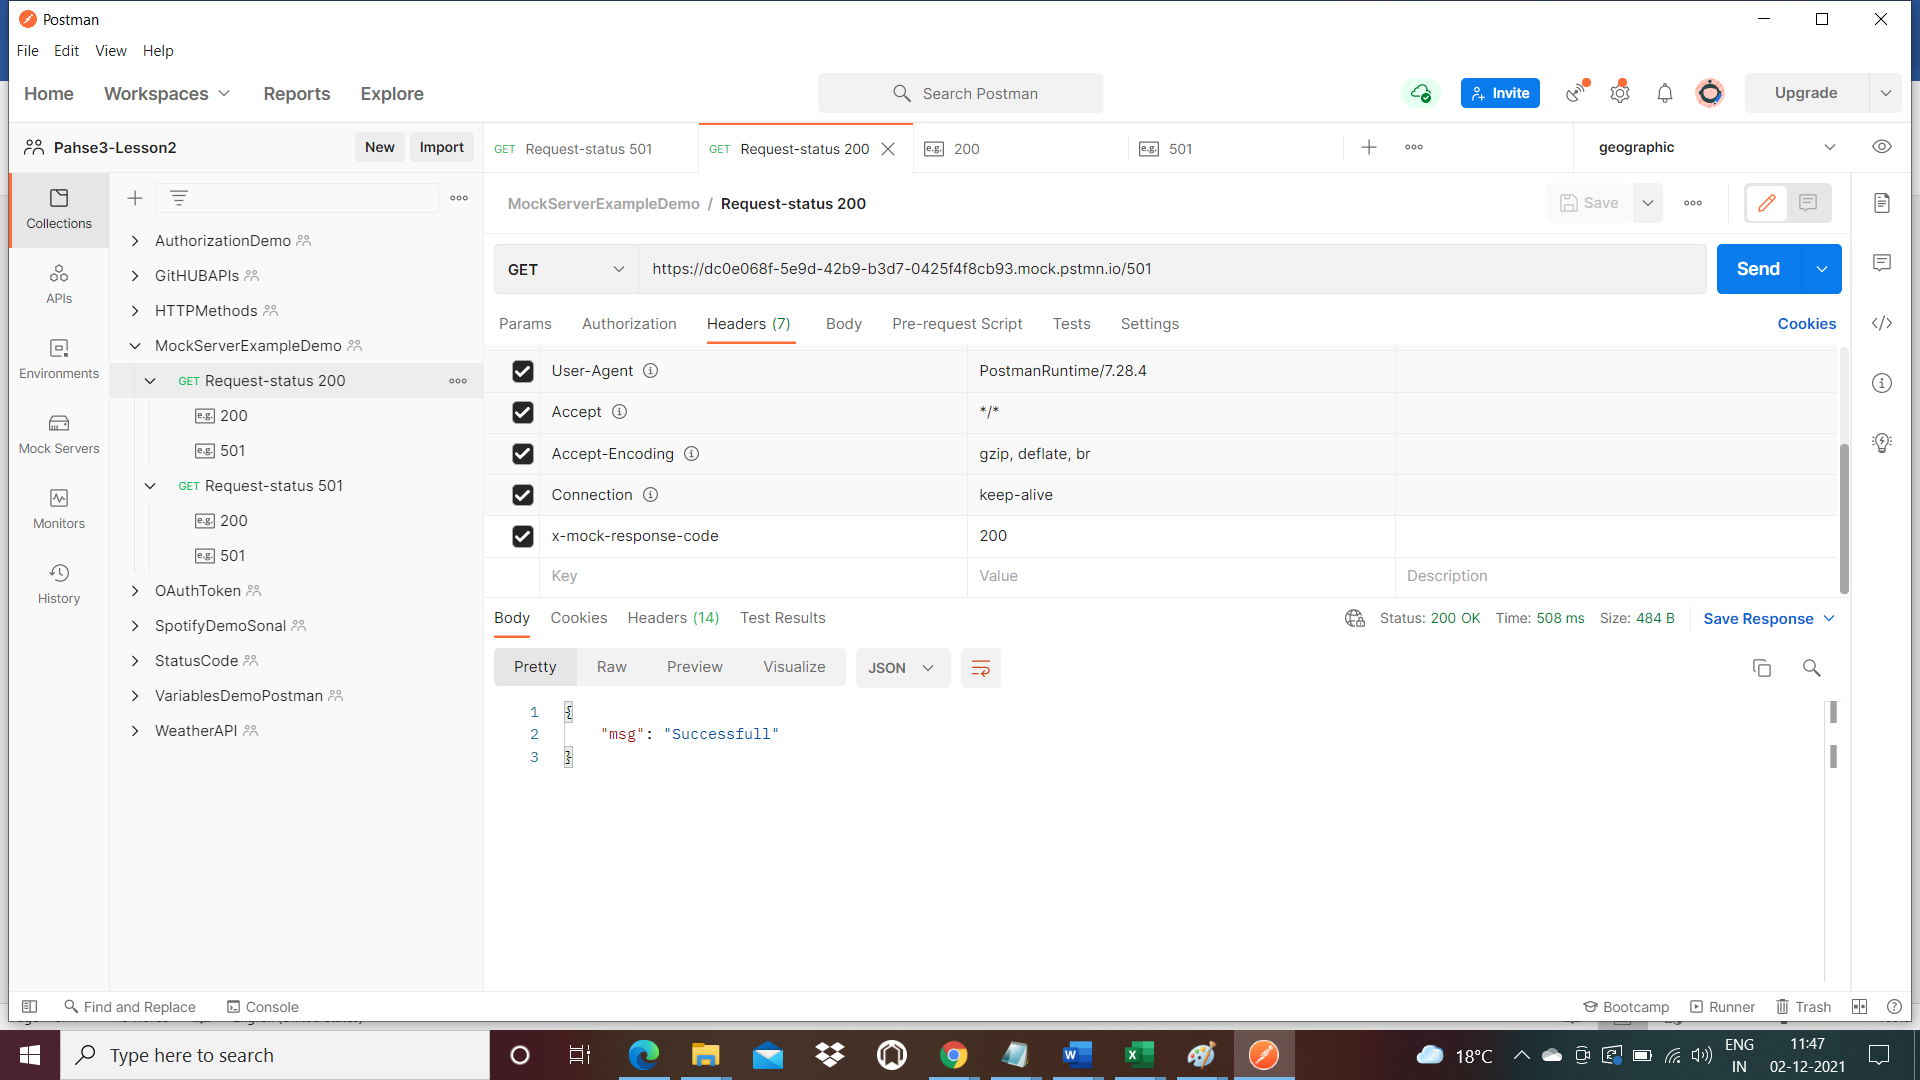 Postman
File Edit View Help
Home Workspaces Reports Explore Search Postman Invite Upgrade
Pahse3-Lesson2 New Import
GET Request-status 501 GET Request-status 200 e.g. 200 e.g. 501 geographic
Collections
APIs
Environments
Mock Servers
Monitors
History
AuthorizationDemo
GitHUBAPIs
HTTPMethods
MockServerExampleDemo
GET Request-status 200
e.g. 200
e.g. 501
GET Request-status 501
e.g. 200
e.g. 501
OAuthToken
SpotifyDemoSonal
StatusCode
VariablesDemoPostman
WeatherAPI
MockServerExampleDemo / Request-status 200 Save
GET https://dc0e068f-5e9d-42b9-b3d7-0425f4f8cb93.mock.pstmn.io/501 Send
Params Authorization Headers (7) Body Pre-request Script Tests Settings Cookies
User-Agent PostmanRuntime/7.28.4
Accept */*
Accept-Encoding gzip, deflate, br
Connection keep-alive
x-mock-response-code 200
Key Value Description
Body Cookies Headers (14) Test Results Status: 200 OK Time: 508 ms Size: 484 B Save Response
Pretty Raw Preview Visualize JSON
1 {
2 "msg": "Successfull"
3 }
Find and Replace Console Bootcamp Runner Trash
Type here to search 18°C ENG IN 11:47 02-12-2021